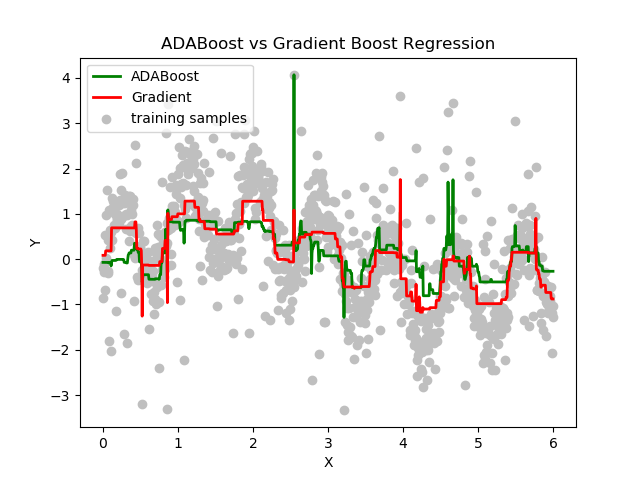 ADABoost vs Gradient Boost Regression
ADABoost
Gradient
training samples
Y
4
3
2
1
0
−1
−2
−3
0
1
2
3
4
5
6
X